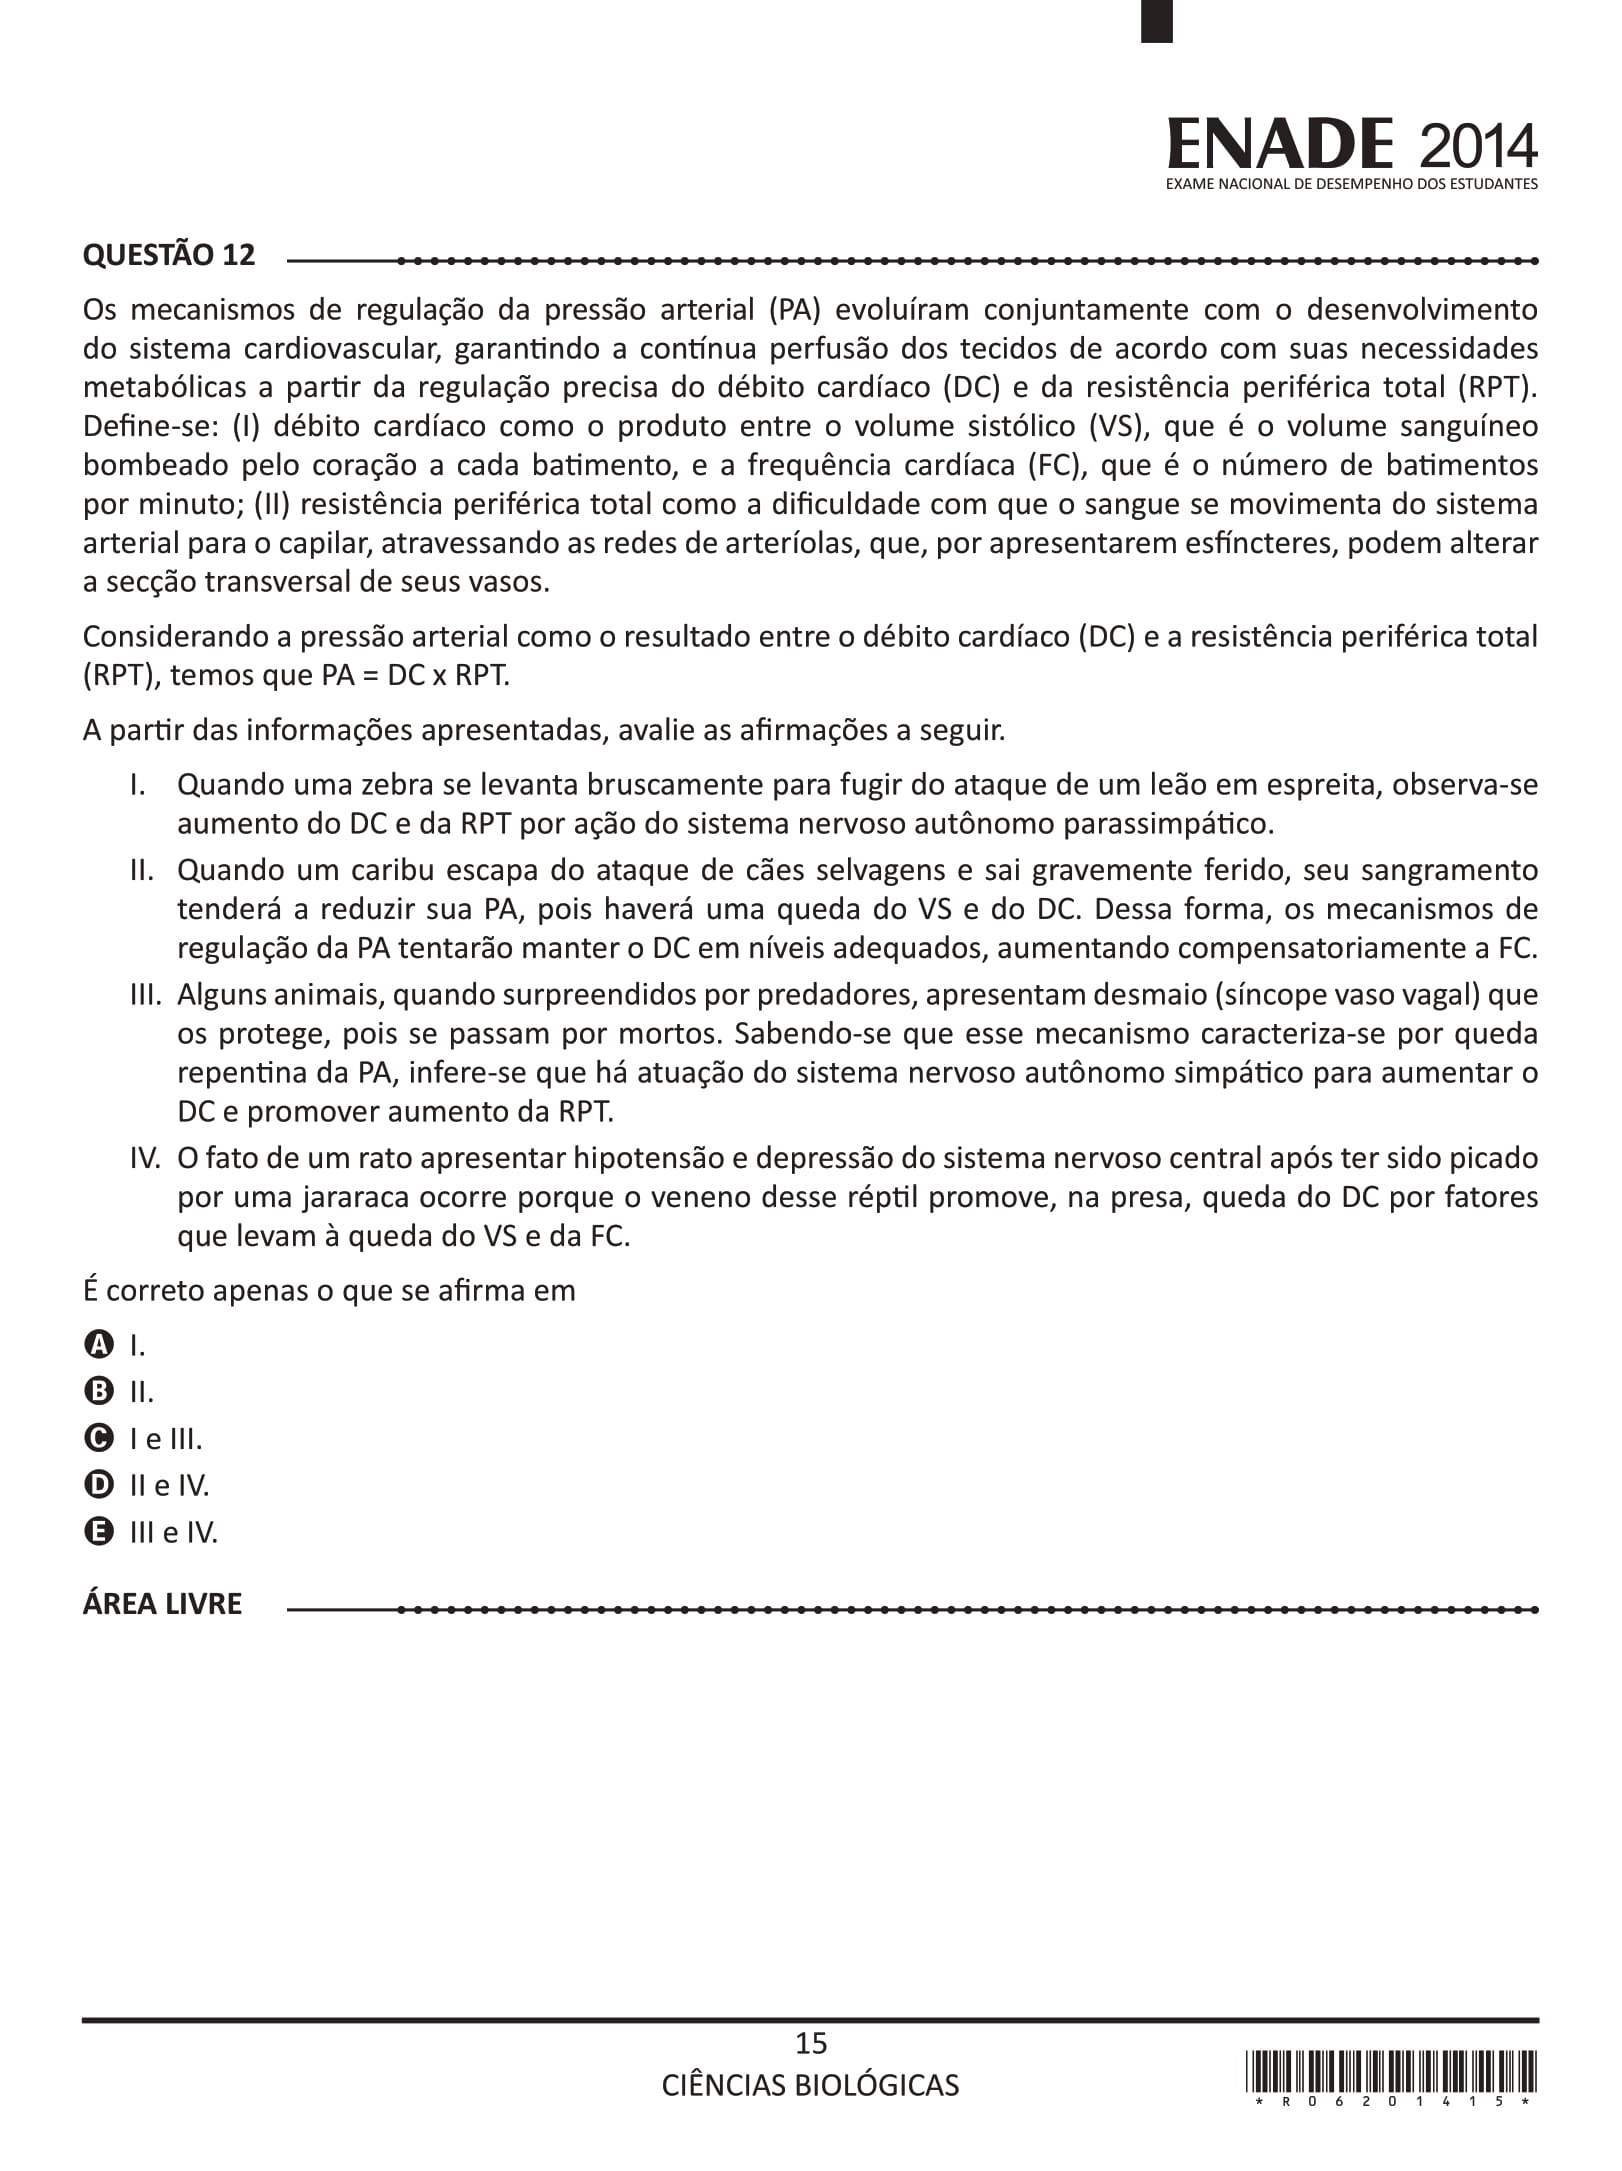 ENADE 2014
EXAME NACIONAL DE DESEMPENHO DOS ESTUDANTES
QUESTÃO 12
Os mecanismos de regulação da pressão arterial (PA) evoluíram conjuntamente com o desenvolvimento
do sistema cardiovascular, garantindo a contínua perfusão dos tecidos de acordo com suas necessidades
metabólicas a partir da regulação precisa do débito cardíaco (DC) e da resistência periférica total (RPT).
Define-se: (I) débito cardíaco como o produto entre o volume sistólico (VS), que é o volume sanguíneo
bombeado pelo coração a cada batimento, e a frequência cardíaca (FC), que é o número de batimentos
por minuto; (II) resistência periférica total como a dificuldade com que o sangue se movimenta do sistema
arterial para o capilar, atravessando as redes de arteríolas, que, por apresentarem esfíncteres, podem alterar
a secção transversal de seus vasos.
Considerando a pressão arterial como o resultado entre o débito cardíaco (DC) e a resistência periférica total
(RPT), temos que PA = DC x RPT.
A partir das informações apresentadas, avalie as afirmações a seguir.
I. Quando uma zebra se levanta bruscamente para fugir do ataque de um leão em espreita, observa-se
aumento do DC e da RPT por ação do sistema nervoso autônomo parassimpático.
II. Quando um caribu escapa do ataque de cães selvagens e sai gravemente ferido, seu sangramento
tenderá a reduzir sua PA, pois haverá uma queda do VS e do DC. Dessa forma, os mecanismos de
regulação da PA tentarão manter o DC em níveis adequados, aumentando compensatoriamente a FC.
III. Alguns animais, quando surpreendidos por predadores, apresentam desmaio (síncope vaso vagal) que
os protege, pois se passam por mortos. Sabendo-se que esse mecanismo caracteriza-se por queda
repentina da PA, infere-se que há atuação do sistema nervoso autônomo simpático para aumentar o
DC e promover aumento da RPT.
IV. O fato de um rato apresentar hipotensão e depressão do sistema nervoso central após ter sido picado
por uma jararaca ocorre porque o veneno desse réptil promove, na presa, queda do DC por fatores
que levam à queda do VS e da FC.
É correto apenas o que se afirma em
A I.
B II.
C I e III.
D II e IV.
E III e IV.
ÁREA LIVRE
15
CIÊNCIAS BIOLÓGICAS
* R 0 6 2 0 1 4 1 5 *